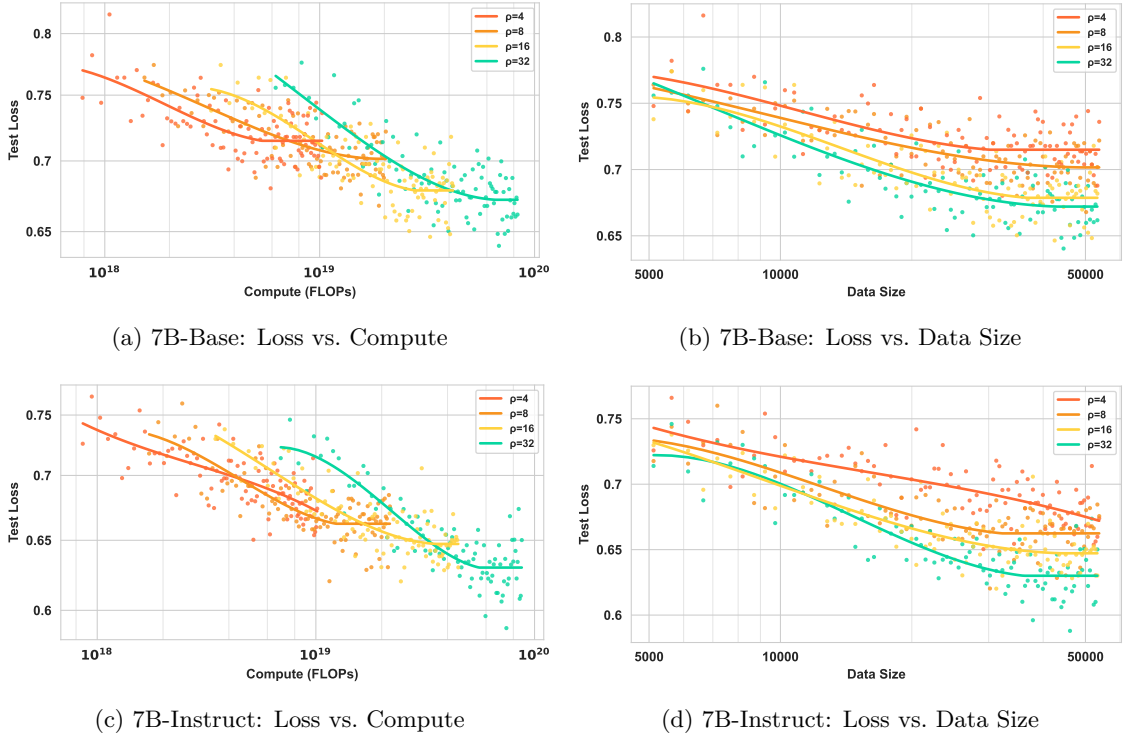 0.8
0.75
0.7
0.65
Test Loss
10^18
10^19
10^20
Compute (FLOPs)
ρ=4
ρ=8
ρ=16
ρ=32
(a) 7B-Base: Loss vs. Compute
0.8
0.75
0.7
0.65
Test Loss
5000
10000
50000
Data Size
ρ=4
ρ=8
ρ=16
ρ=32
(b) 7B-Base: Loss vs. Data Size
0.75
0.7
0.65
0.6
Test Loss
10^18
10^19
10^20
Compute (FLOPs)
ρ=4
ρ=8
ρ=16
ρ=32
(c) 7B-Instruct: Loss vs. Compute
0.75
0.7
0.65
0.6
Test Loss
5000
10000
50000
Data Size
ρ=4
ρ=8
ρ=16
ρ=32
(d) 7B-Instruct: Loss vs. Data Size